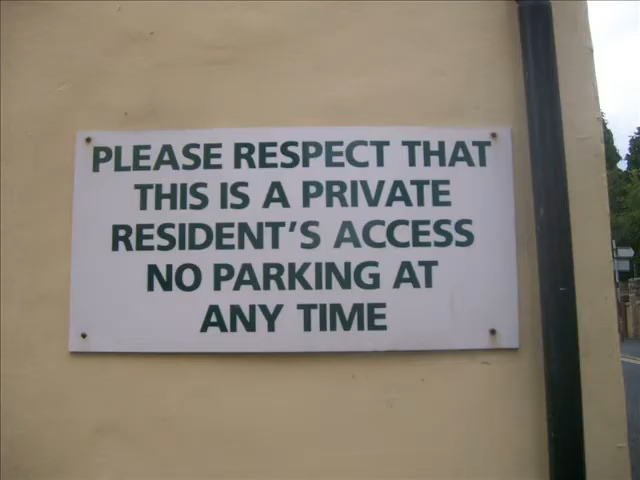 PLEASE RESPECT THAT
THIS IS A PRIVATE
RESIDENT'S ACCESS
NO PARKING AT
ANY TIME